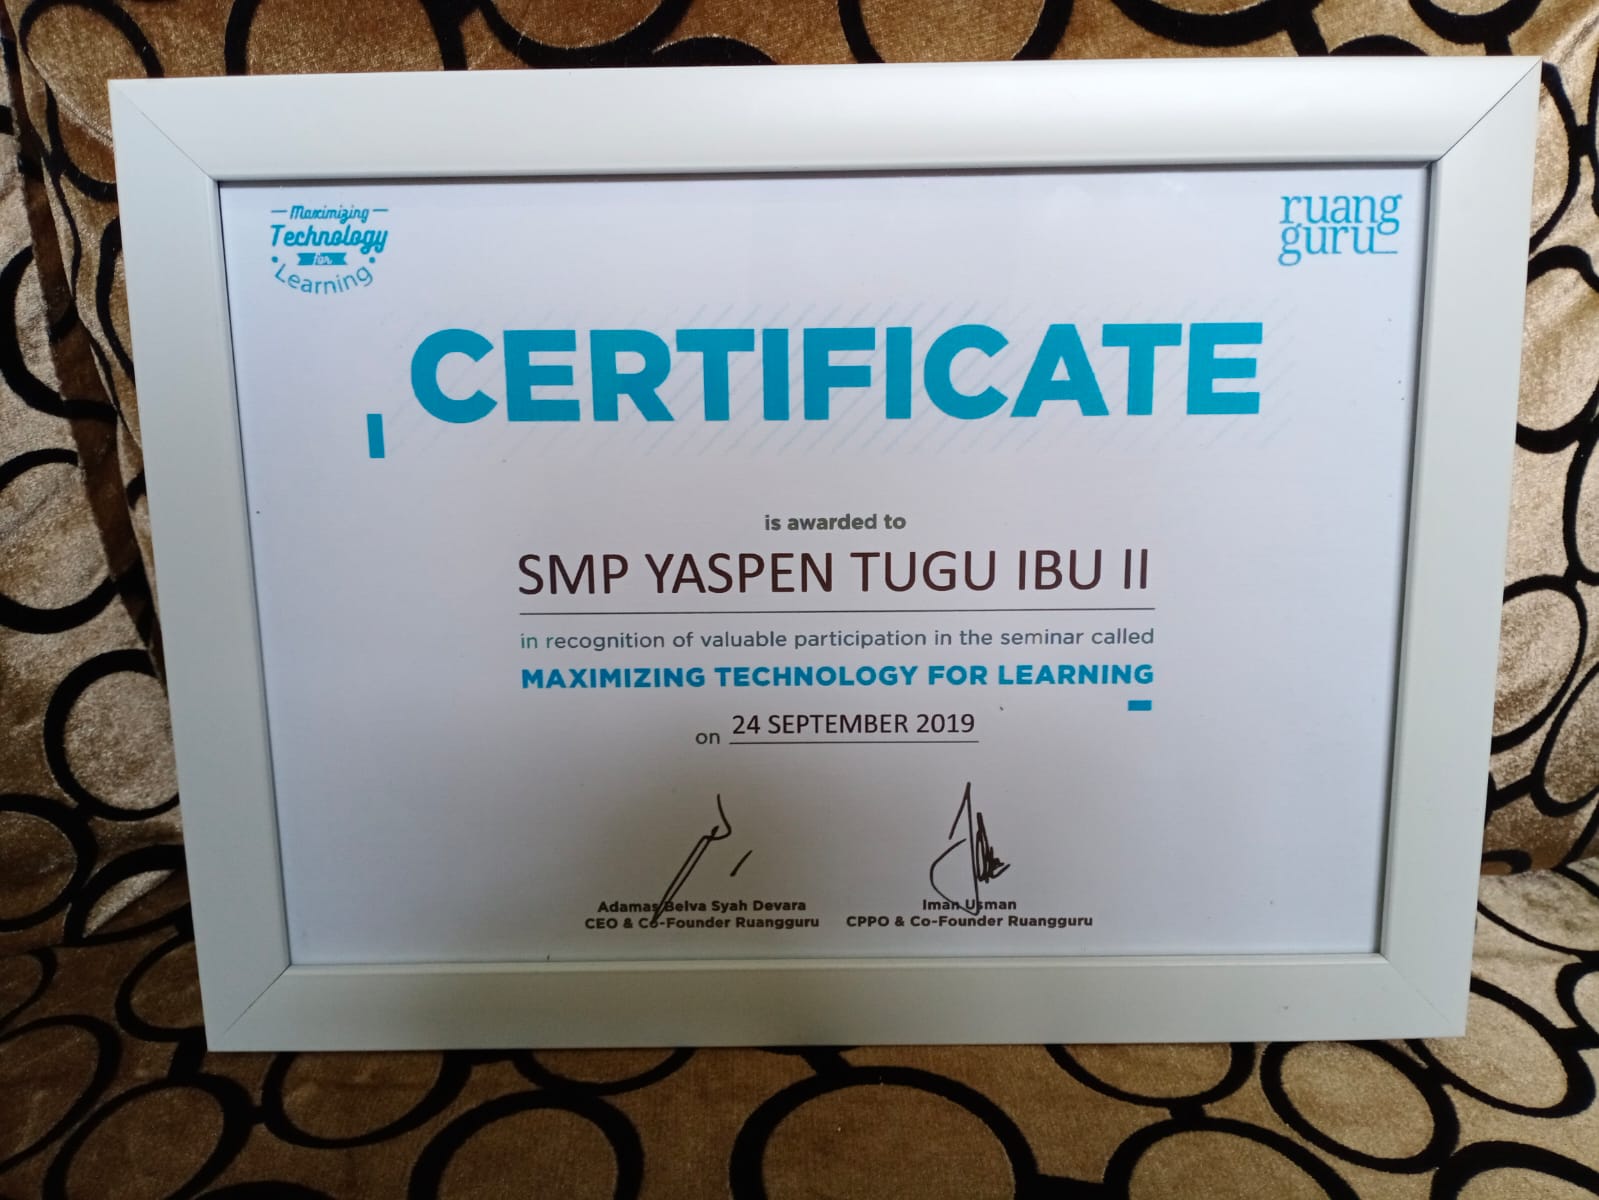 Maximizing
Technology
for
Learning
ruang
guru
CERTIFICATE
is awarded to
SMP YASPEN TUGU IBU II
in recognition of valuable participation in the seminar called
MAXIMIZING TECHNOLOGY FOR LEARNING
on 24 SEPTEMBER 2019
Adamas Belva Syah Devara
CEO & Co-Founder Ruangguru
Iman Usman
CPPO & Co-Founder Ruangguru